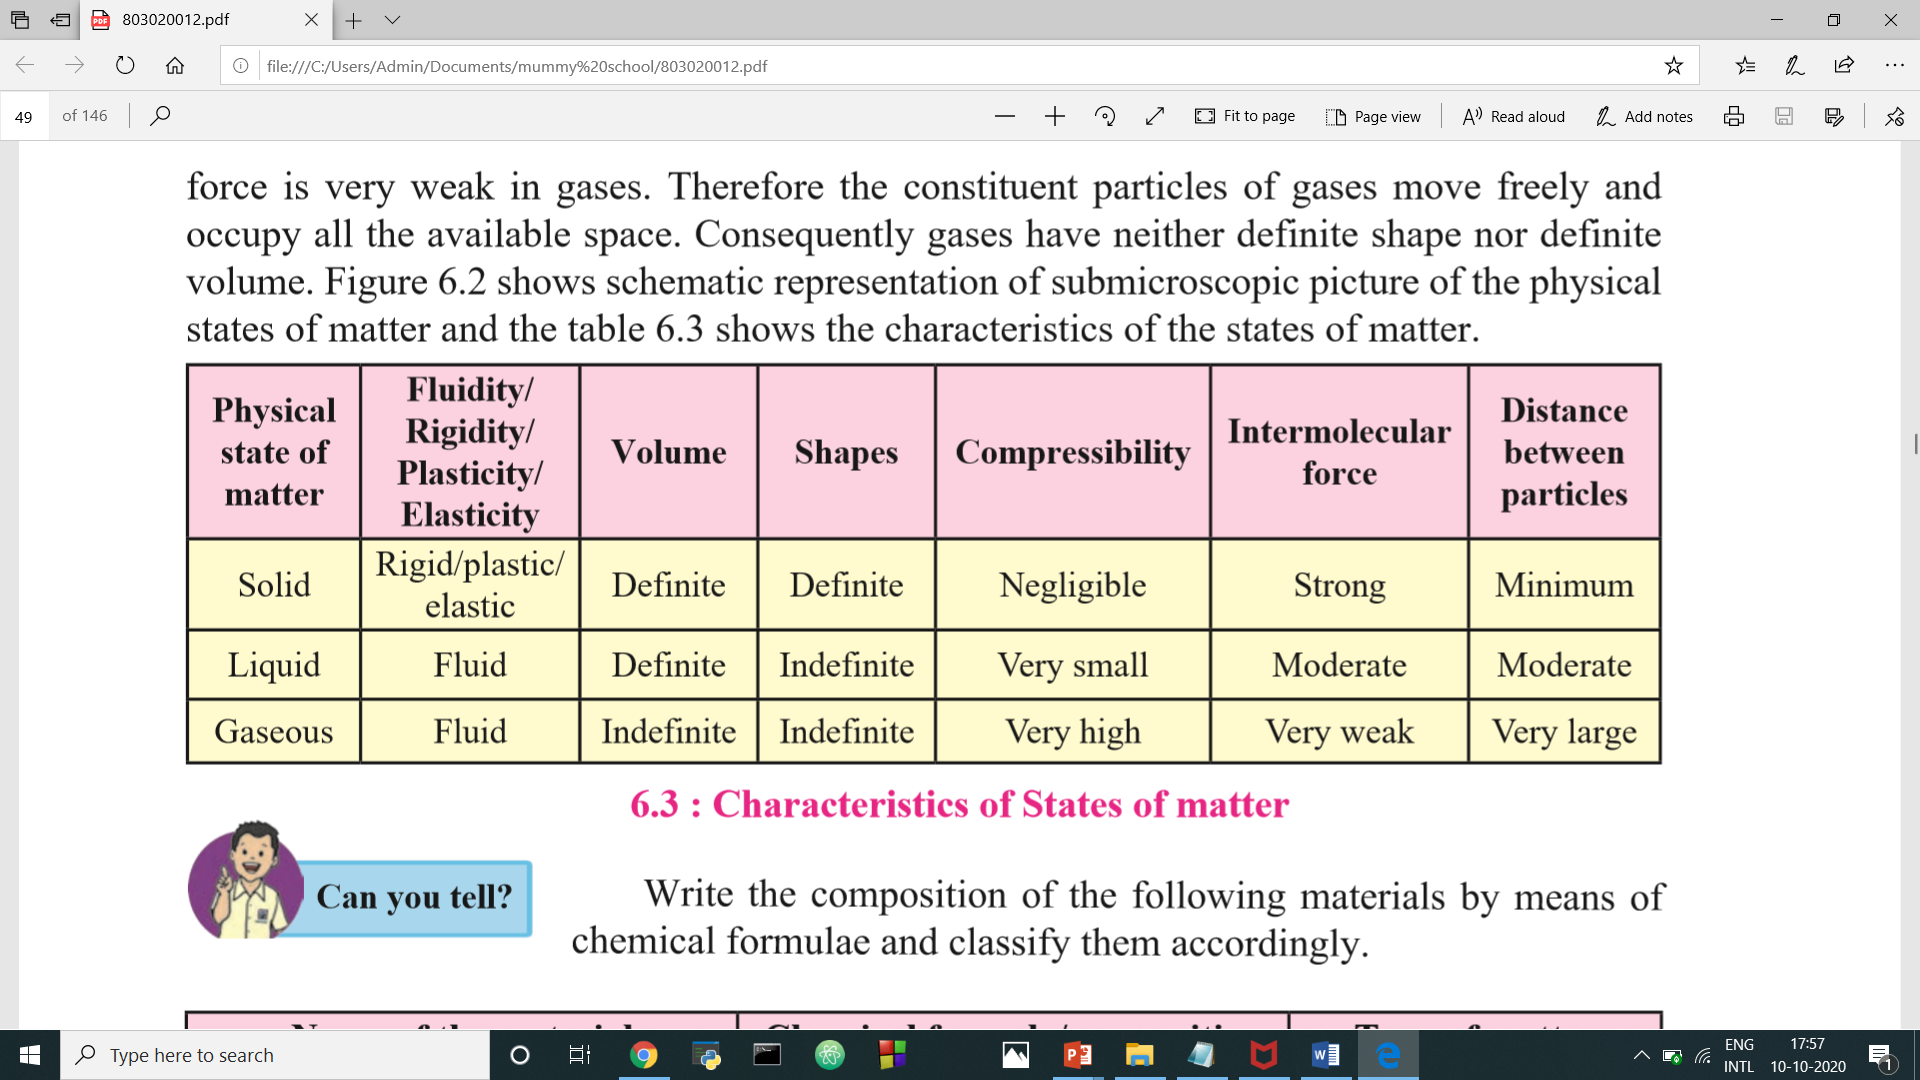 803020012.pdf
file:///C:/Users/Admin/Documents/mummy%20school/803020012.pdf
49 of 146
Fit to page
Page view
Read aloud
Add notes
force is very weak in gases. Therefore the constituent particles of gases move freely and
occupy all the available space. Consequently gases have neither definite shape nor definite
volume. Figure 6.2 shows schematic representation of submicroscopic picture of the physical
states of matter and the table 6.3 shows the characteristics of the states of matter.
Physical
state of
matter
Fluidity/
Rigidity/
Plasticity/
Elasticity
Volume
Shapes
Compressibility
Intermolecular
force
Distance
between
particles
Solid
Rigid/plastic/
elastic
Definite
Definite
Negligible
Strong
Minimum
Liquid
Fluid
Definite
Indefinite
Very small
Moderate
Moderate
Gaseous
Fluid
Indefinite
Indefinite
Very high
Very weak
Very large
6.3 : Characteristics of States of matter
Can you tell?
Write the composition of the following materials by means of
chemical formulae and classify them accordingly.
Type here to search
ENG
INTL
17:57
10-10-2020
1